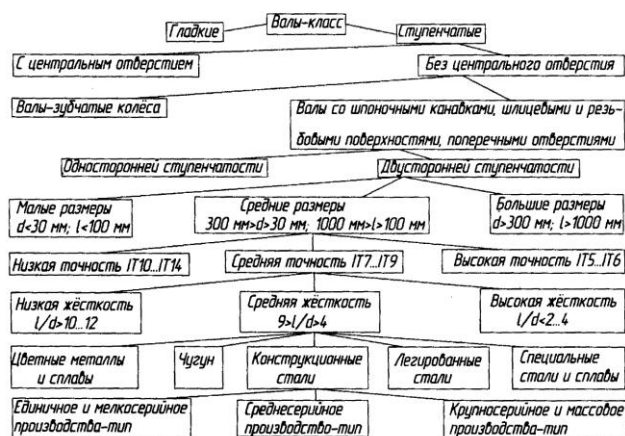 Валы-класс
Гладкие
Ступенчатые
С центральным отверстием
Без центрального отверстия
Валы-зубчатые колёса
Валы со шпоночными канавками, шлицевыми и резь-
бовыми поверхностями, поперечными отверстиями
Односторонней ступенчатости
Двусторонней ступенчатости
Малые размеры
d<30 мм; l<100 мм
Средние размеры
300 мм>d>30 мм; 1000 мм>l>100 мм
Большие размеры
d>300 мм; l>1000 мм
Низкая точность IT10...IT14
Средняя точность IT7...IT9
Высокая точность IT5...IT6
Низкая жёсткость
l/d>10...12
Средняя жёсткость
9>l/d>4
Высокая жёсткость
l/d<2...4
Цветные металлы
и сплавы
Чугун
Конструкционные
стали
Легированные
стали
Специальные
стали и сплавы
Единичное и мелкосерийное
производства-тип
Среднесерийное
производство-тип
Крупносерийное и массовое
производства-тип